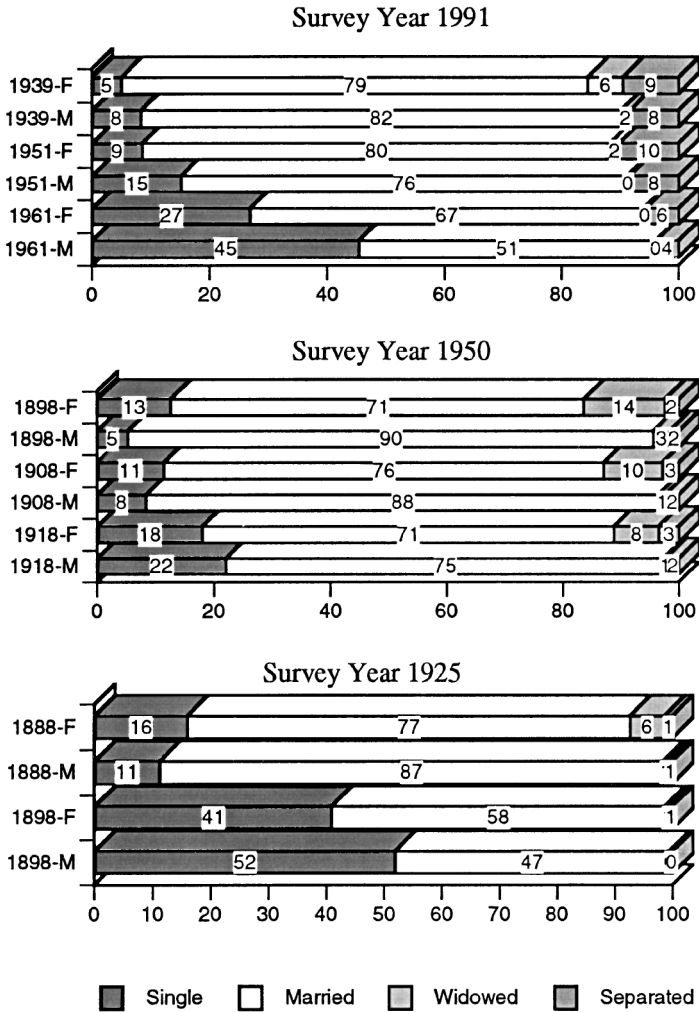 Survey Year 1991
1939-F 5 79 6 9
1939-M 8 82 2 8
1951-F 9 80 2 10
1951-M 15 76 0 8
1961-F 27 67 0 6
1961-M 45 51 0 4
0 20 40 60 80 100
Survey Year 1950
1898-F 13 71 14 2
1898-M 5 90 3 2
1908-F 11 76 10 3
1908-M 8 88 1 2
1918-F 18 71 8 3
1918-M 22 75 1 2
0 20 40 60 80 100
Survey Year 1925
1888-F 16 77 6 1
1888-M 11 87 1
1898-F 41 58 1
1898-M 52 47 0
0 10 20 30 40 50 60 70 80 90 100
Single Married Widowed Separated